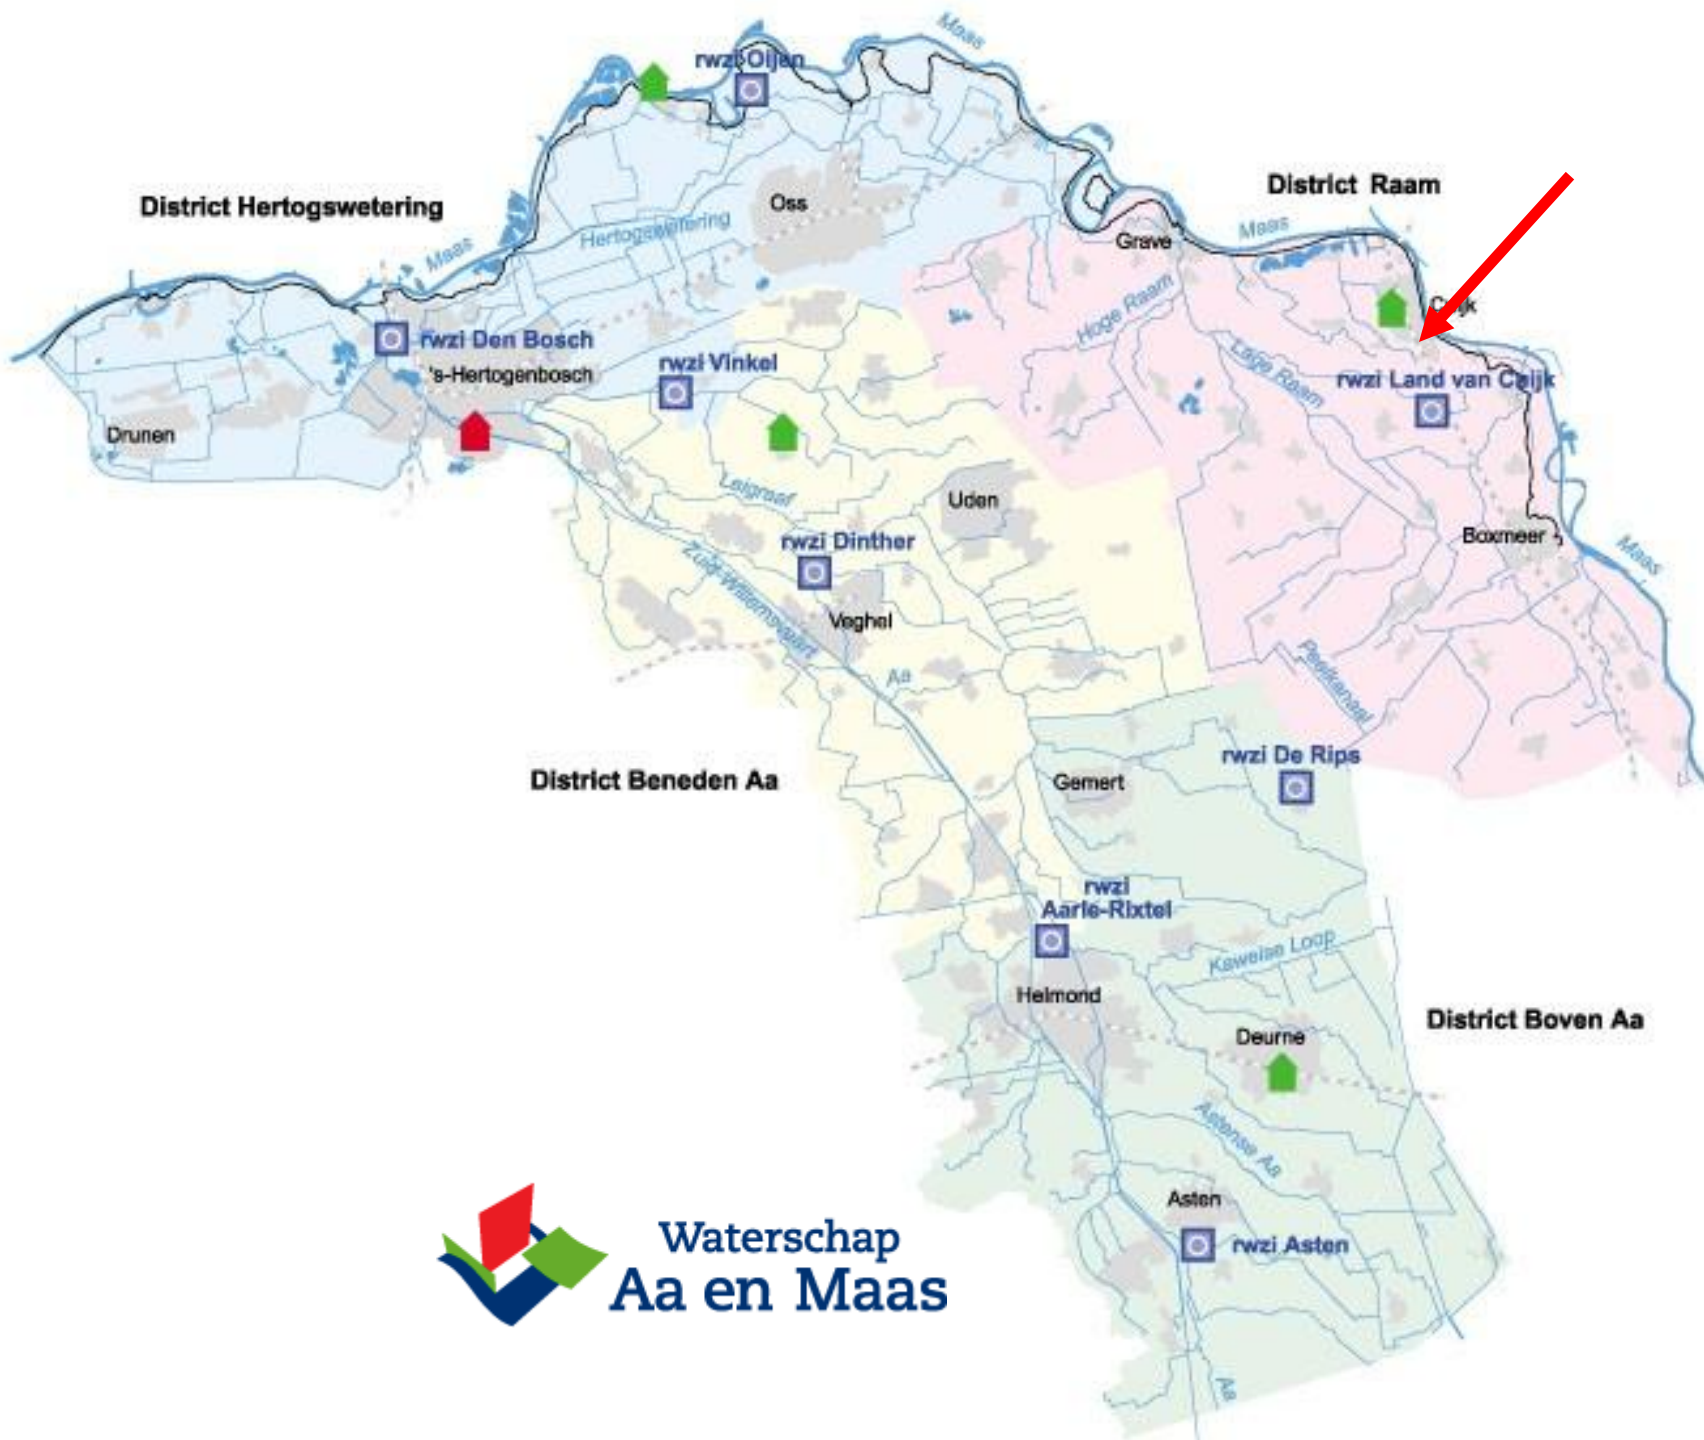 Maas
rwzi Oijen
District Raam
District Hertogswetering
Oss
Hertogswetering
Maas
Grave
Maas
Cuijk
Hoge Raam
rwzi Den Bosch
rwzi Vinkel
Lage Raam
's-Hertogenbosch
rwzi Land van Cuijk
Drunen
Leigraaf
Uden
rwzi Dinther
Boxmeer
Maas
Zuid-Willemsvaart
Veghel
Aa
Peelkanaal
District Beneden Aa
rwzi De Rips
Gemert
rwzi
Aarle-Rixtel
Kaweise Loop
Helmond
District Boven Aa
Deurne
Astense Aa
Asten
rwzi Asten
Waterschap
Aa en Maas
Aa